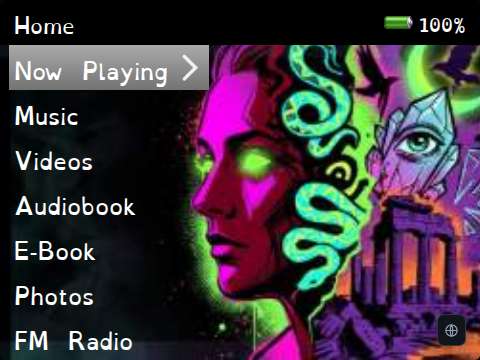 Home
100%
Now Playing
Music
Videos
Audiobook
E-Book
Photos
FM Radio